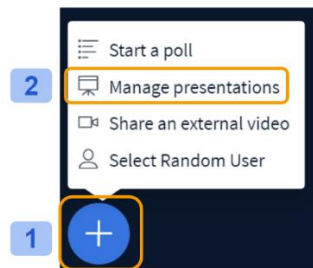 Start a poll
2 Manage presentations
Share an external video
Select Random User
1 +